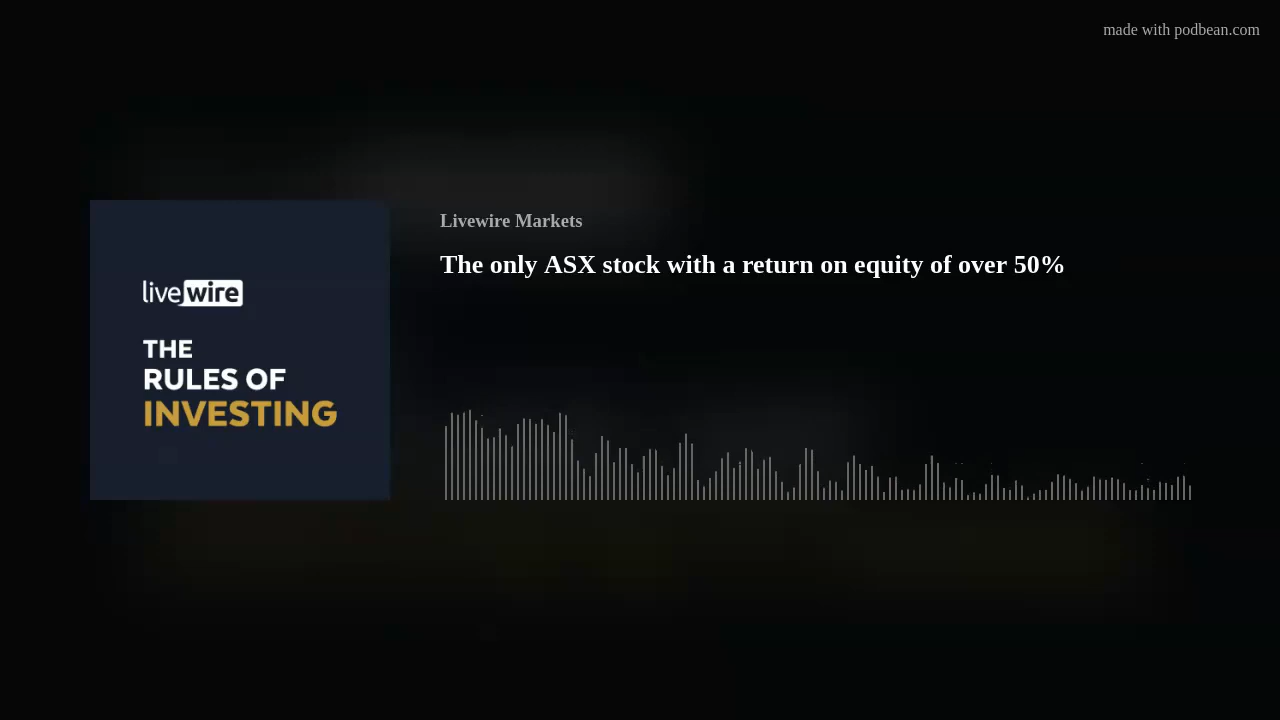 made with podbean.com
Livewire Markets
The only ASX stock with a return on equity of over 50%
livewire
THE
RULES OF
INVESTING